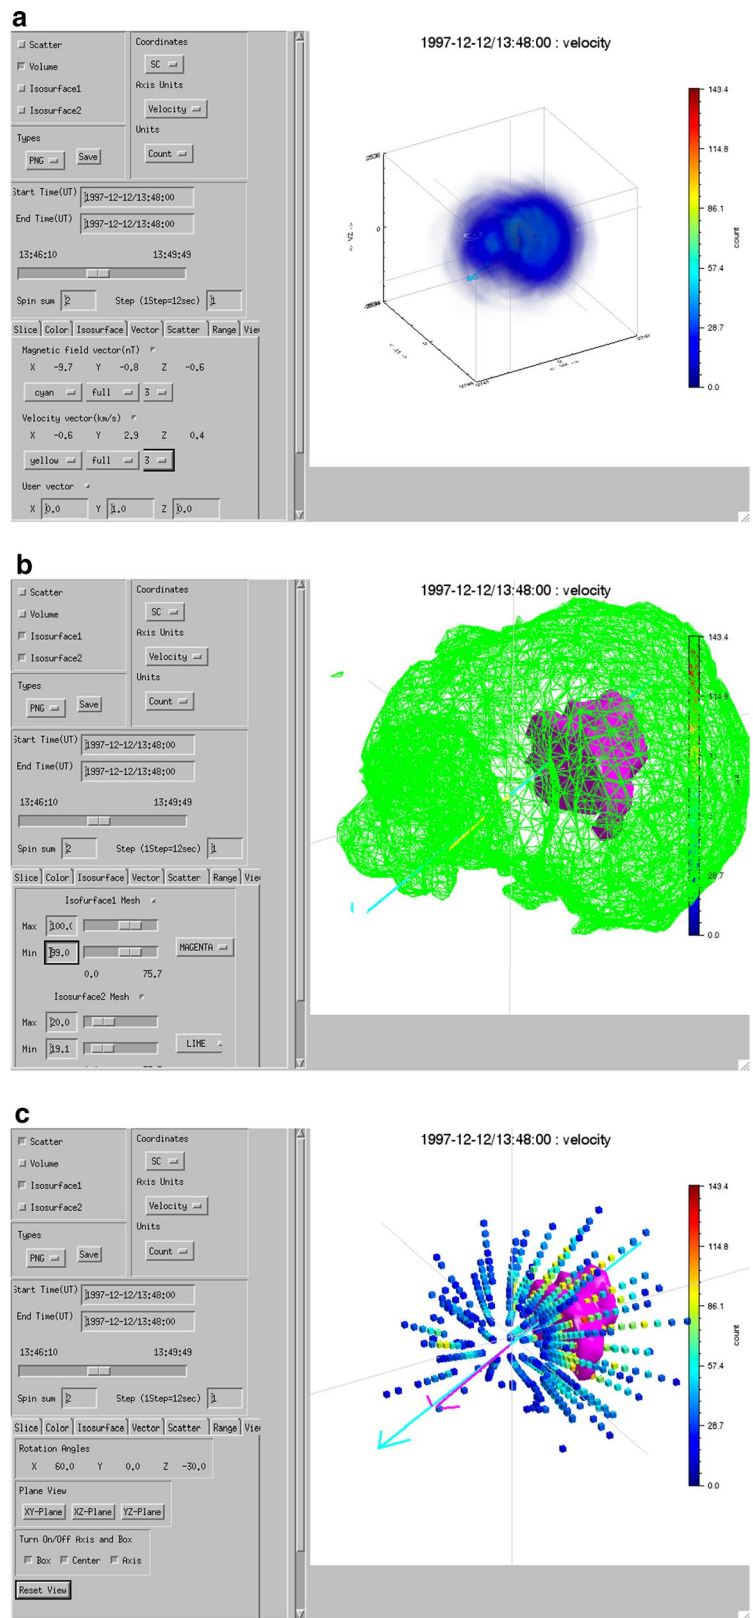 a
1997-12-12/13:48:00 : velocity
Scatter
Volume
Isosurface1
Isosurface2
Coordinates
SC
Axis Units
Velocity
Units
Count
Types
PNG Save
Start Time(UT) 1997-12-12/13:48:00
End Time(UT) 1997-12-12/13:48:00
13:46:10 13:49:49
Spin sum 2 Step (1Step=12sec) 1
Slice Color Isosurface Vector Scatter Range Vie
Magnetic field vector(nT)
X -9.7 Y -0.8 Z -0.6
cyan full 3
Velocity vector(km/s)
X -0.6 Y 2.9 Z 0.4
yellow full 3
User vector
X 0.0 Y 1.0 Z 0.0
143.4
114.8
86.1
57.4
28.7
0.0
count
0
0
b
1997-12-12/13:48:00 : velocity
Scatter
Volume
Isosurface1
Isosurface2
Coordinates
SC
Axis Units
Velocity
Units
Count
Types
PNG Save
Start Time(UT) 1997-12-12/13:48:00
End Time(UT) 1997-12-12/13:48:00
13:46:10 13:49:49
Spin sum 2 Step (1Step=12sec) 1
Slice Color Isosurface Vector Scatter Range Vie
Isofurface1 Mesh
Max 100.(
Min 99.0
MAGENTA
0.0 75.7
Isosurface2 Mesh
Max 20.0
Min 19.1
LIME
143.4
114.8
28.7
0.0
c
1997-12-12/13:48:00 : velocity
Scatter
Volume
Isosurface1
Isosurface2
Coordinates
SC
Axis Units
Velocity
Units
Count
Types
PNG Save
Start Time(UT) 1997-12-12/13:48:00
End Time(UT) 1997-12-12/13:48:00
13:46:10 13:49:49
Spin sum 2 Step (1Step=12sec) 1
Slice Color Isosurface Vector Scatter Range Vie
Rotation Angles
X 60.0 Y 0.0 Z -30.0
Plane View
XY-Plane XZ-Plane YZ-Plane
Turn On/Off Axis and Box
Box Center Axis
Reset View
143.4
114.8
86.1
57.4
28.7
0.0
count